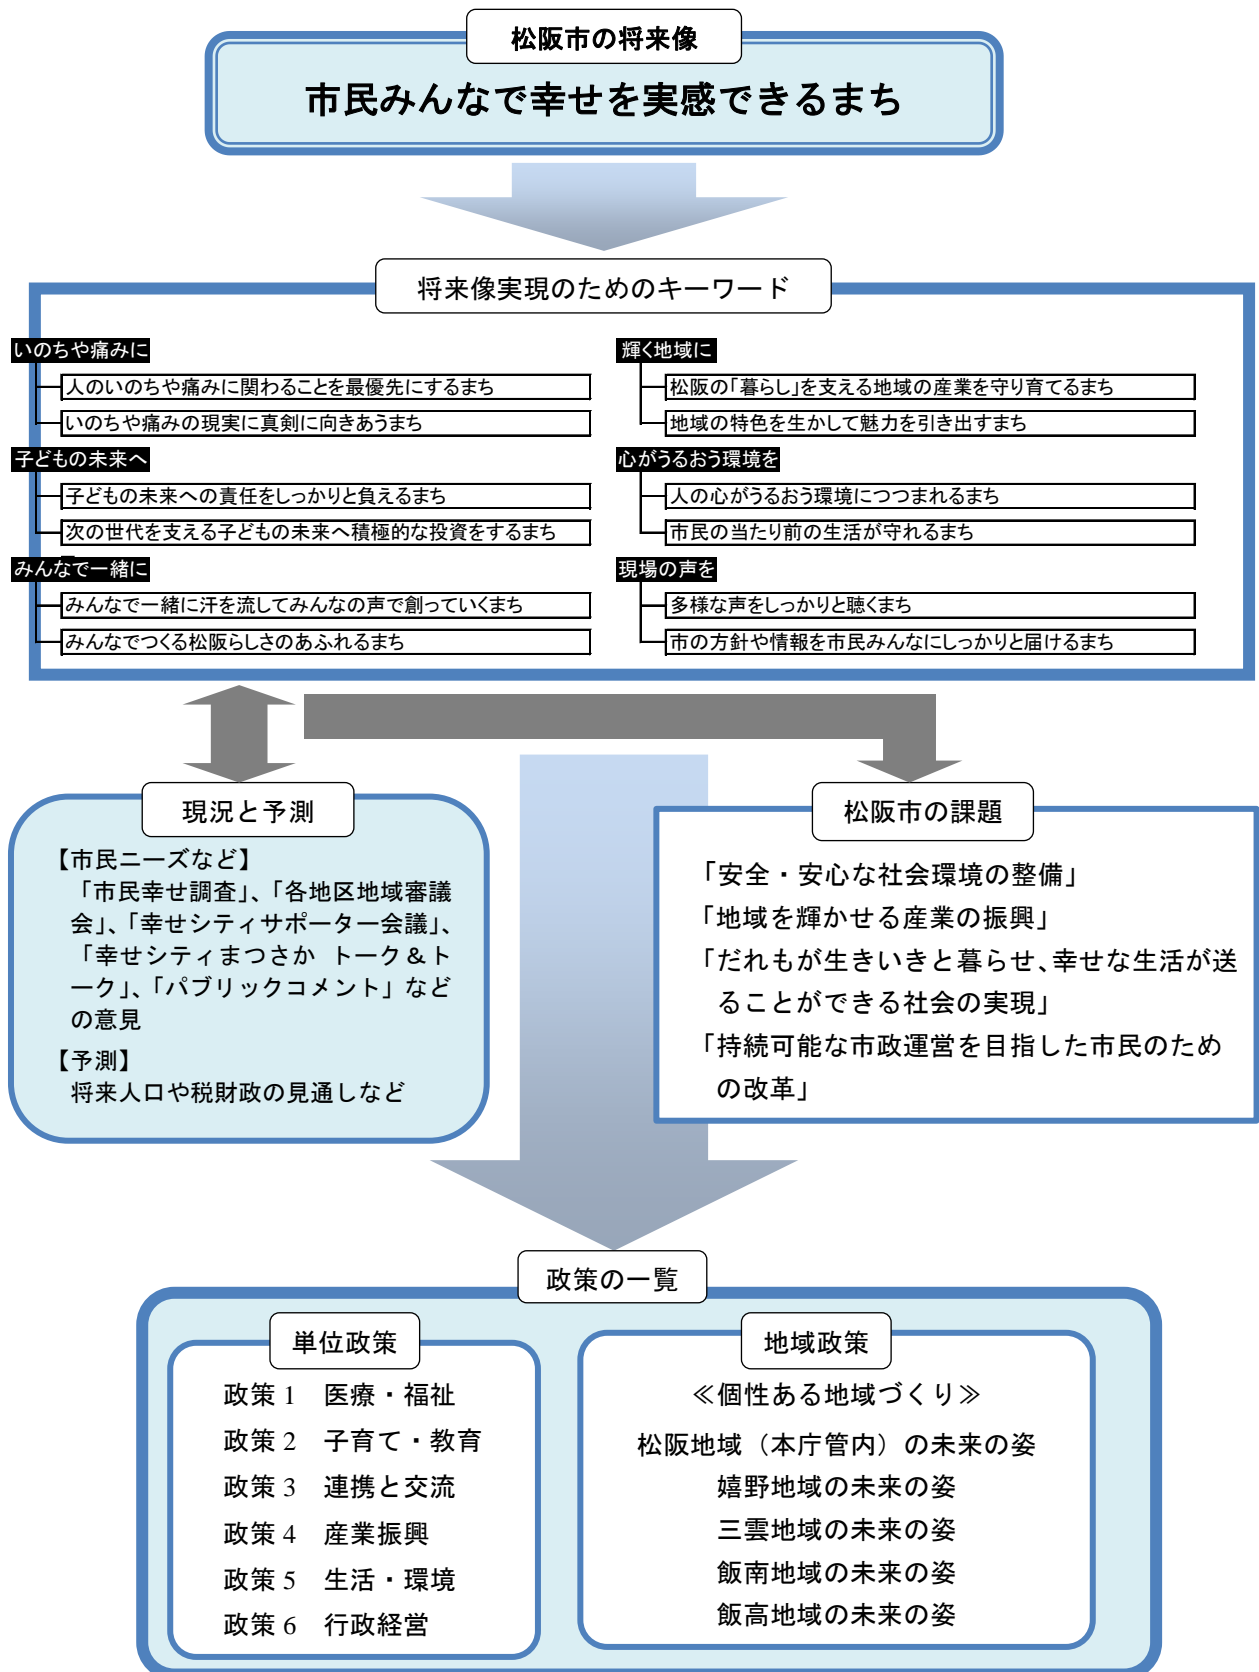 松阪市の将来像
市民みんなで幸せを実感できるまち
将来像実現のためのキーワード
いのちや痛みに
人のいのちや痛みに関わることを最優先にするまち
いのちや痛みの現実に真剣に向きあうまち
子どもの未来へ
子どもの未来への責任をしっかりと負えるまち
次の世代を支える子どもの未来へ積極的な投資をするまち
みんなで一緒に
みんなで一緒に汗を流してみんなの声で創っていくまち
みんなでつくる松阪らしさのあふれるまち
輝く地域に
松阪の「暮らし」を支える地域の産業を守り育てるまち
地域の特色を生かして魅力を引き出すまち
心がうるおう環境を
人の心がうるおう環境につつまれるまち
市民の当たり前の生活が守れるまち
現場の声を
多様な声をしっかりと聴くまち
市の方針や情報を市民みんなにしっかりと届けるまち
現況と予測
【市民ニーズなど】
「市民幸せ調査」、「各地区地域審議
会」、「幸せシティサポーター会議」、
「幸せシティまつさか トーク＆ト
ーク」、「パブリックコメント」など
の意見
【予測】
将来人口や税財政の見通しなど
松阪市の課題
「安全・安心な社会環境の整備」
「地域を輝かせる産業の振興」
「だれもが生きいきと暮らせ、幸せな生活が送
ることができる社会の実現」
「持続可能な市政運営を目指した市民のため
の改革」
政策の一覧
単位政策
政策 1　医療・福祉
政策 2　子育て・教育
政策 3　連携と交流
政策 4　産業振興
政策 5　生活・環境
政策 6　行政経営
地域政策
≪個性ある地域づくり≫
松阪地域（本庁管内）の未来の姿
嬉野地域の未来の姿
三雲地域の未来の姿
飯南地域の未来の姿
飯高地域の未来の姿